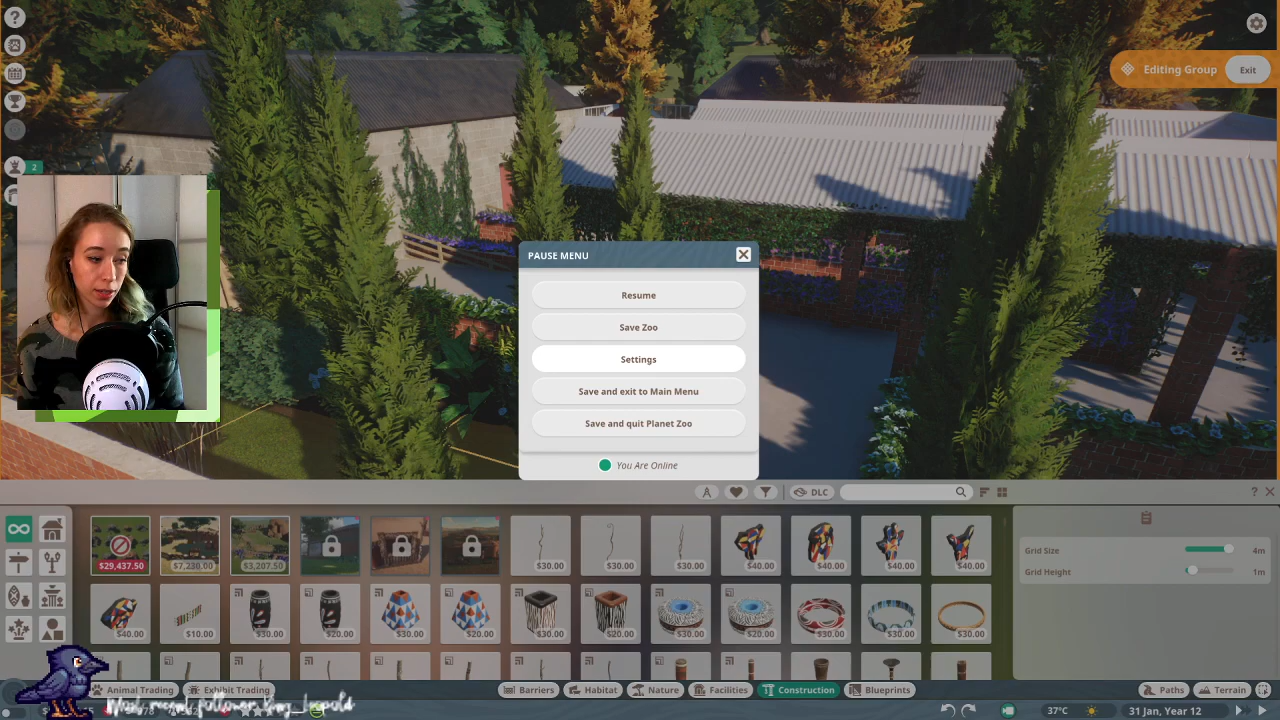 Editing Group
Exit
2
PAUSE MENU
Resume
Save Zoo
Settings
Save and exit to Main Menu
Save and quit Planet Zoo
You Are Online
DLC
$29,437.50
$7,230.00
$3,207.50
$30.00
$30.00
$30.00
$40.00
$40.00
$40.00
$40.00
Grid Size
4m
Grid Height
1m
$40.00
$10.00
$30.00
$20.00
$30.00
$20.00
$30.00
$20.00
$30.00
$20.00
$30.00
$30.00
$30.00
Animal Trading
Exhibit Trading
Barriers
Habitat
Nature
Facilities
Construction
Blueprints
Paths
Terrain
Most recent follower: king_leopold
37°C
31 Jan, Year 12